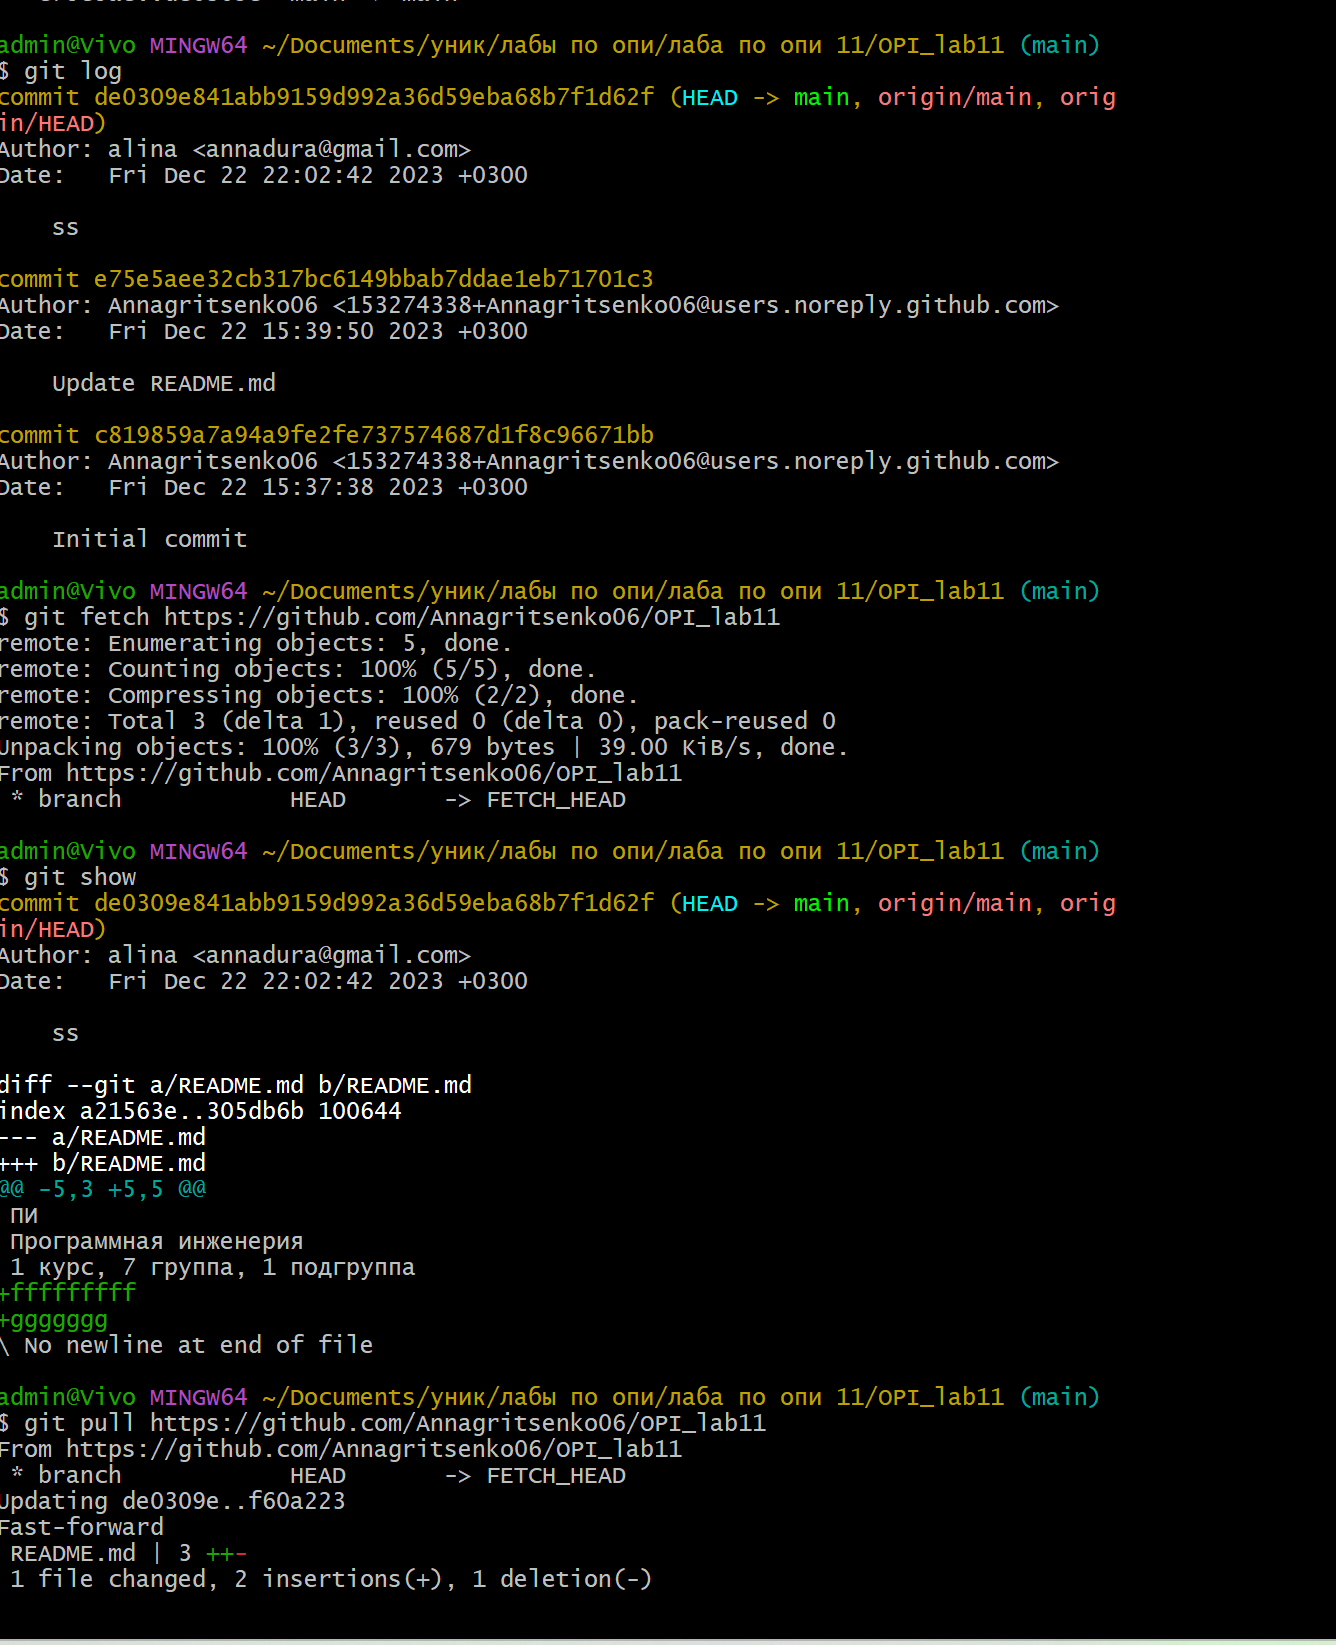 admin@Vivo MINGW64 ~/Documents/уник/лабы по опи/лаба по опи 11/OPI_lab11 (main)
$ git log
commit de0309e841abb9159d992a36d59eba68b7f1d62f (HEAD -> main, origin/main, orig
in/HEAD)
Author: alina <annadura@gmail.com>
Date:   Fri Dec 22 22:02:42 2023 +0300
    ss
commit e75e5aee32cb317bc6149bbab7ddae1eb71701c3
Author: Annagritsenko06 <153274338+Annagritsenko06@users.noreply.github.com>
Date:   Fri Dec 22 15:39:50 2023 +0300
    Update README.md
commit c819859a7a94a9fe2fe737574687d1f8c96671bb
Author: Annagritsenko06 <153274338+Annagritsenko06@users.noreply.github.com>
Date:   Fri Dec 22 15:37:38 2023 +0300
    Initial commit
admin@Vivo MINGW64 ~/Documents/уник/лабы по опи/лаба по опи 11/OPI_lab11 (main)
$ git fetch https://github.com/Annagritsenko06/OPI_lab11
remote: Enumerating objects: 5, done.
remote: Counting objects: 100% (5/5), done.
remote: Compressing objects: 100% (2/2), done.
remote: Total 3 (delta 1), reused 0 (delta 0), pack-reused 0
Unpacking objects: 100% (3/3), 679 bytes | 39.00 KiB/s, done.
From https://github.com/Annagritsenko06/OPI_lab11
 * branch            HEAD       -> FETCH_HEAD
admin@Vivo MINGW64 ~/Documents/уник/лабы по опи/лаба по опи 11/OPI_lab11 (main)
$ git show
commit de0309e841abb9159d992a36d59eba68b7f1d62f (HEAD -> main, origin/main, orig
in/HEAD)
Author: alina <annadura@gmail.com>
Date:   Fri Dec 22 22:02:42 2023 +0300
    ss
diff --git a/README.md b/README.md
index a21563e..305db6b 100644
--- a/README.md
+++ b/README.md
@@ -5,3 +5,5 @@
 ПИ
 Программная инженерия
 1 курс, 7 группа, 1 подгруппа
+fffffffff
+ggggggg
\ No newline at end of file
admin@Vivo MINGW64 ~/Documents/уник/лабы по опи/лаба по опи 11/OPI_lab11 (main)
$ git pull https://github.com/Annagritsenko06/OPI_lab11
From https://github.com/Annagritsenko06/OPI_lab11
 * branch            HEAD       -> FETCH_HEAD
Updating de0309e..f60a223
Fast-forward
 README.md | 3 ++-
 1 file changed, 2 insertions(+), 1 deletion(-)